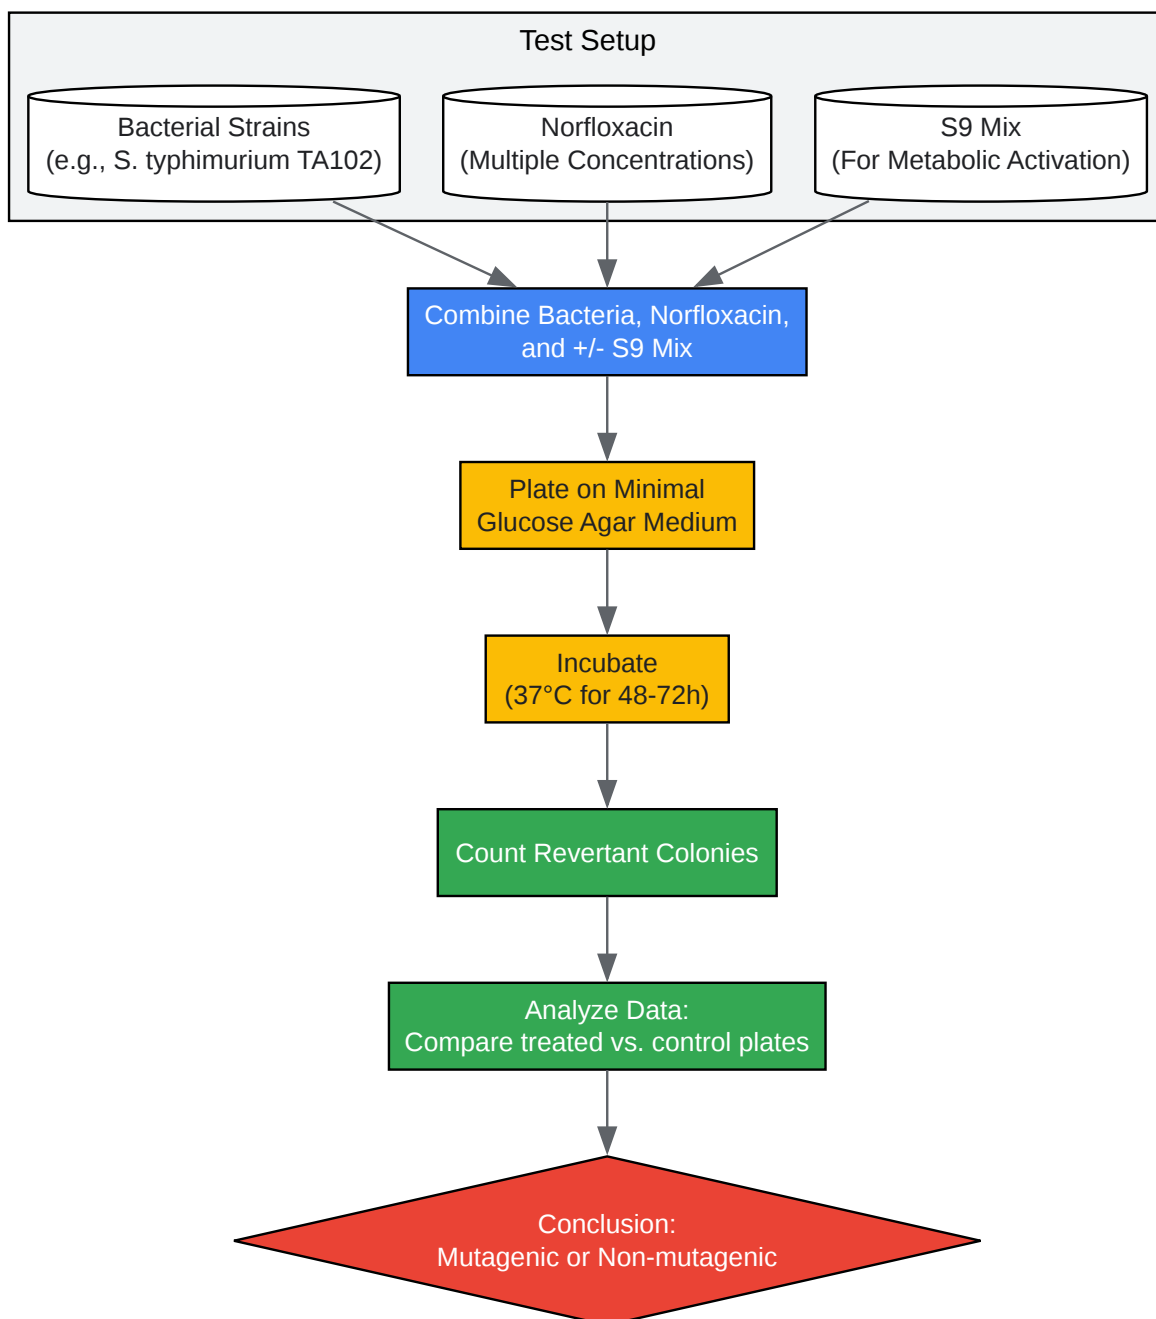 Test Setup
Bacterial Strains
(e.g., S. typhimurium TA102)
Norfloxacin
(Multiple Concentrations)
S9 Mix
(For Metabolic Activation)
Combine Bacteria, Norfloxacin,
and +/- S9 Mix
Plate on Minimal
Glucose Agar Medium
Incubate
(37°C for 48-72h)
Count Revertant Colonies
Analyze Data:
Compare treated vs. control plates
Conclusion:
Mutagenic or Non-mutagenic